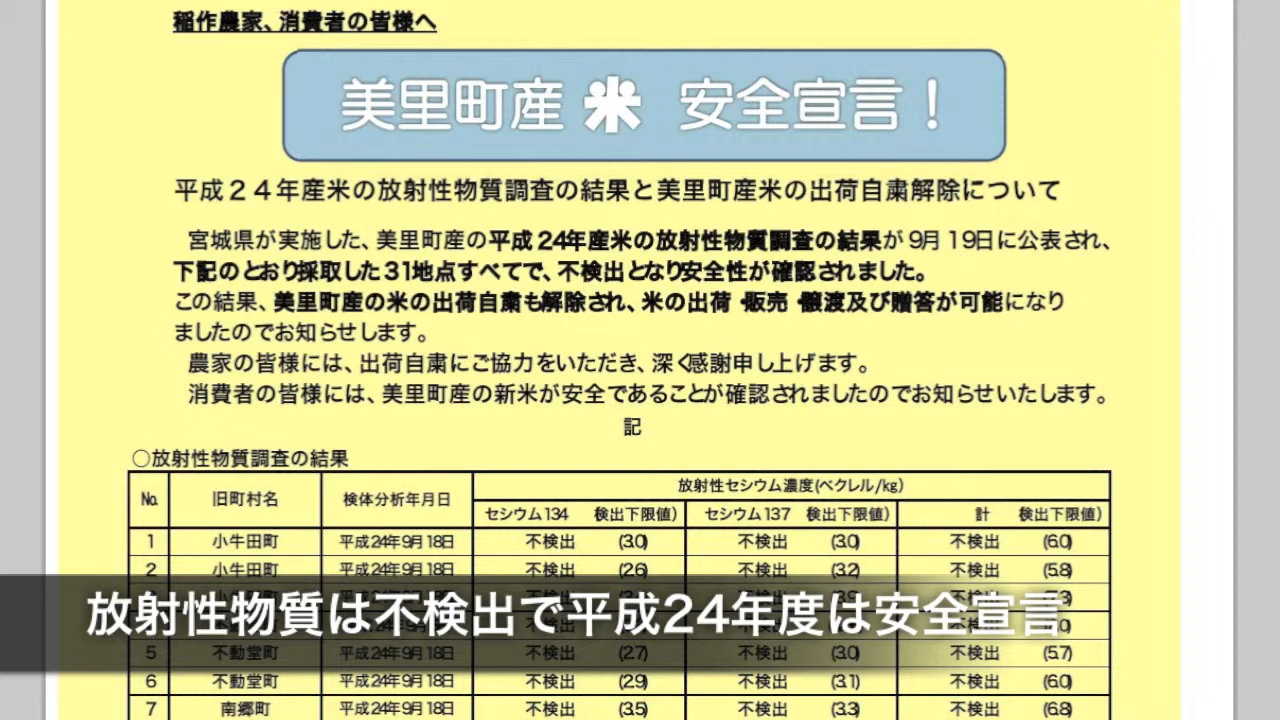 稲作農家、消費者の皆様へ
美里町産 米 安全宣言！
平成２４年産米の放射性物質調査の結果と美里町産米の出荷自粛解除について
宮城県が実施した、美里町産の平成24年産米の放射性物質調査の結果が9月19日に公表され、
下記のとおり採取した31地点すべてで、不検出となり安全性が確認されました。
この結果、美里町産の米の出荷自粛も解除され、米の出荷・販売・譲渡及び贈答が可能になり
ましたのでお知らせします。
農家の皆様には、出荷自粛にご協力をいただき、深く感謝申し上げます。
消費者の皆様には、美里町産の新米が安全であることが確認されましたのでお知らせいたします。
記
○放射性物質調査の結果
No. 旧町村名 検体分析年月日 放射性セシウム濃度(ベクレル/kg)
セシウム134 検出下限値) セシウム137 検出下限値) 計 検出下限値)
1 小牛田町 平成24年9月18日 不検出 (3.0) 不検出 (3.0) 不検出 (6.0)
2 小牛田町 平成24年9月18日 不検出 (2.6) 不検出 (3.2) 不検出 (5.8)
放射性物質は不検出で平成24年度は安全宣言
5 不動堂町 平成24年9月18日 不検出 (2.7) 不検出 (3.0) 不検出 (5.7)
6 不動堂町 平成24年9月18日 不検出 (2.9) 不検出 (3.1) 不検出 (6.0)
7 南郷町 平成24年9月18日 不検出 (3.5) 不検出 (3.3) 不検出 (6.8)